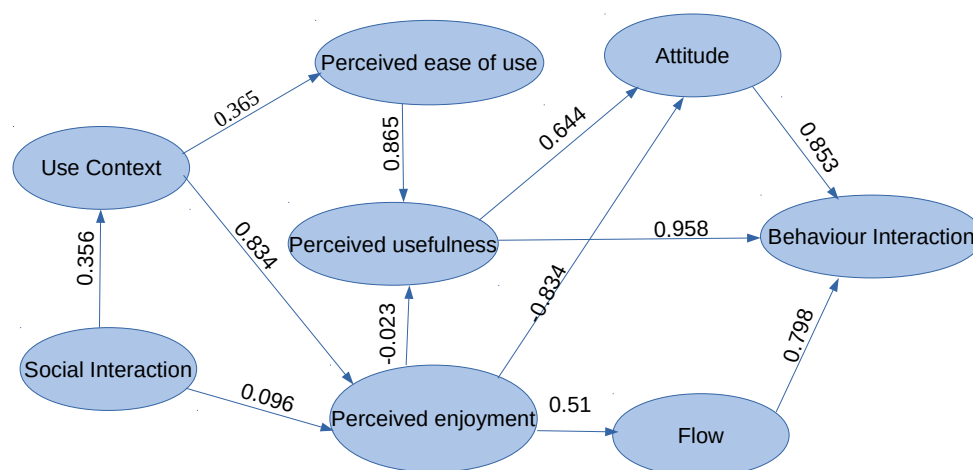 Perceived ease of use
Attitude
0.365
0.865
0.644
0.853
Use Context
0.356
0.834
Perceived usefulness
0.958
Behaviour Interaction
-0.023
-0.834
0.798
Social Interaction
0.096
Perceived enjoyment
0.51
Flow